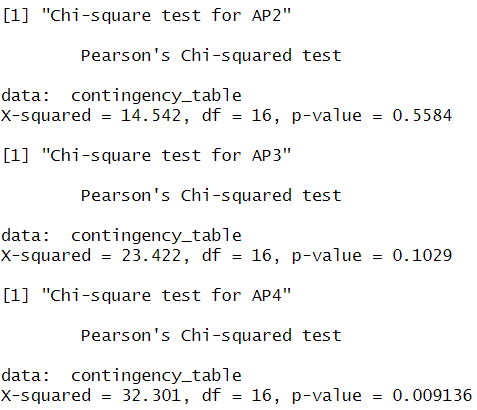 [1] "Chi-square test for AP2"
Pearson's Chi-squared test
data:  contingency_table
X-squared = 14.542, df = 16, p-value = 0.5584
[1] "Chi-square test for AP3"
Pearson's Chi-squared test
data:  contingency_table
X-squared = 23.422, df = 16, p-value = 0.1029
[1] "Chi-square test for AP4"
Pearson's Chi-squared test
data:  contingency_table
X-squared = 32.301, df = 16, p-value = 0.009136